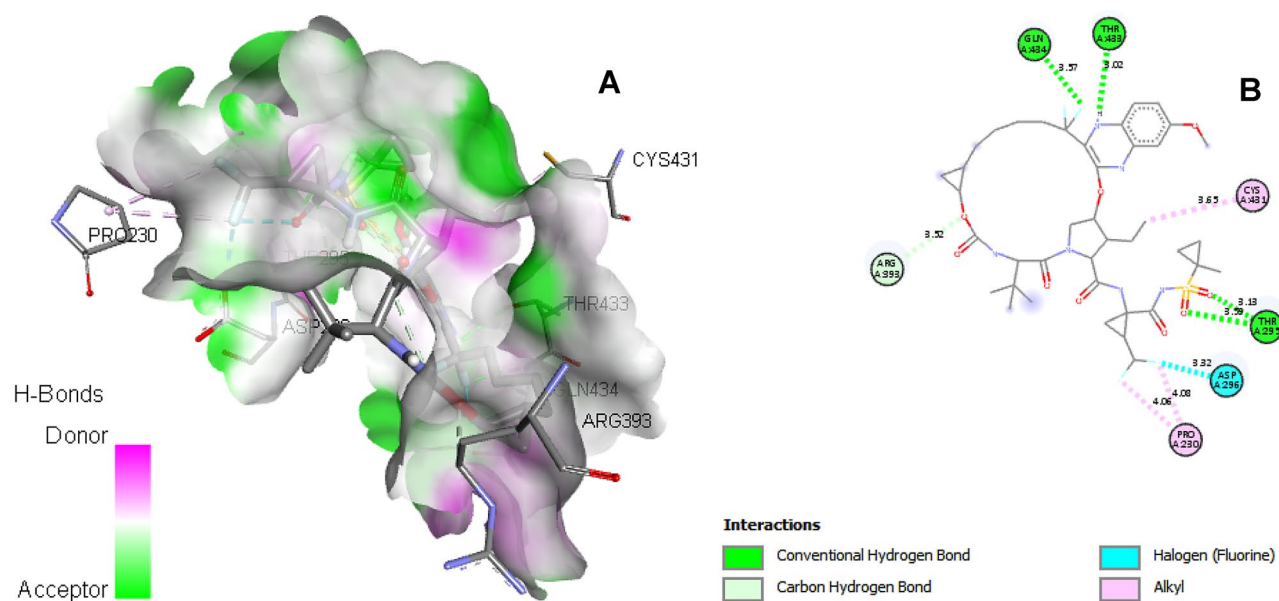 A
CYS431
PRO230
THR433
GLN434
ARG393
H-Bonds
Donor
Acceptor
B
GLN
A:434
THR
A:433
3.57
3.02
CYS
A:431
3.65
ARG
A:393
3.52
3.13
3.59
THR
A:295
3.32
ASP
A:296
4.08
4.06
PRO
A:230
Interactions
Conventional Hydrogen Bond
Carbon Hydrogen Bond
Halogen (Fluorine)
Alkyl